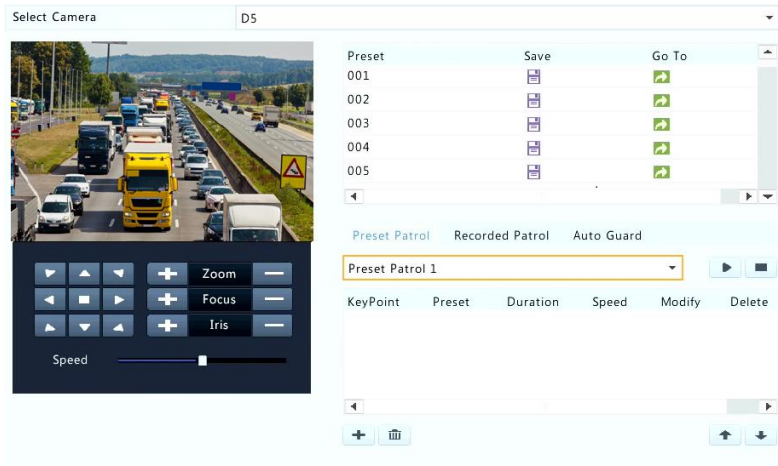 Select Camera D5
Preset Save Go To
001
002
003
004
005
Preset Patrol Recorded Patrol Auto Guard
Preset Patrol 1
KeyPoint Preset Duration Speed Modify Delete
Zoom
Focus
Iris
Speed